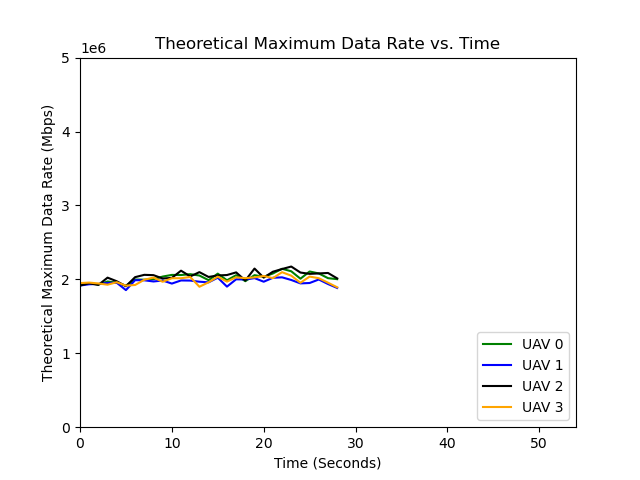 Theoretical Maximum Data Rate vs. Time
1e6
5
4
3
2
1
0
Theoretical Maximum Data Rate (Mbps)
0 10 20 30 40 50
Time (Seconds)
UAV 0
UAV 1
UAV 2
UAV 3